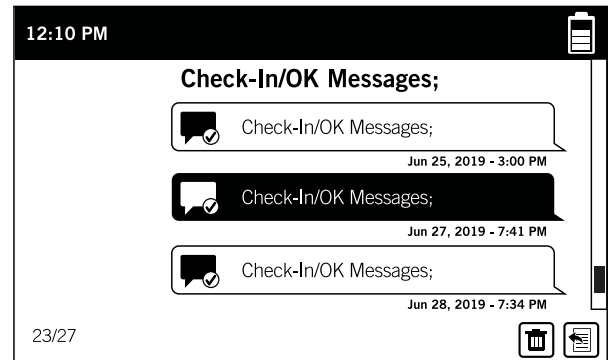 12:10 PM
Check-In/OK Messages;
Check-In/OK Messages;
Jun 25, 2019 - 3:00 PM
Check-In/OK Messages;
Jun 27, 2019 - 7:41 PM
Check-In/OK Messages;
Jun 28, 2019 - 7:34 PM
23/27